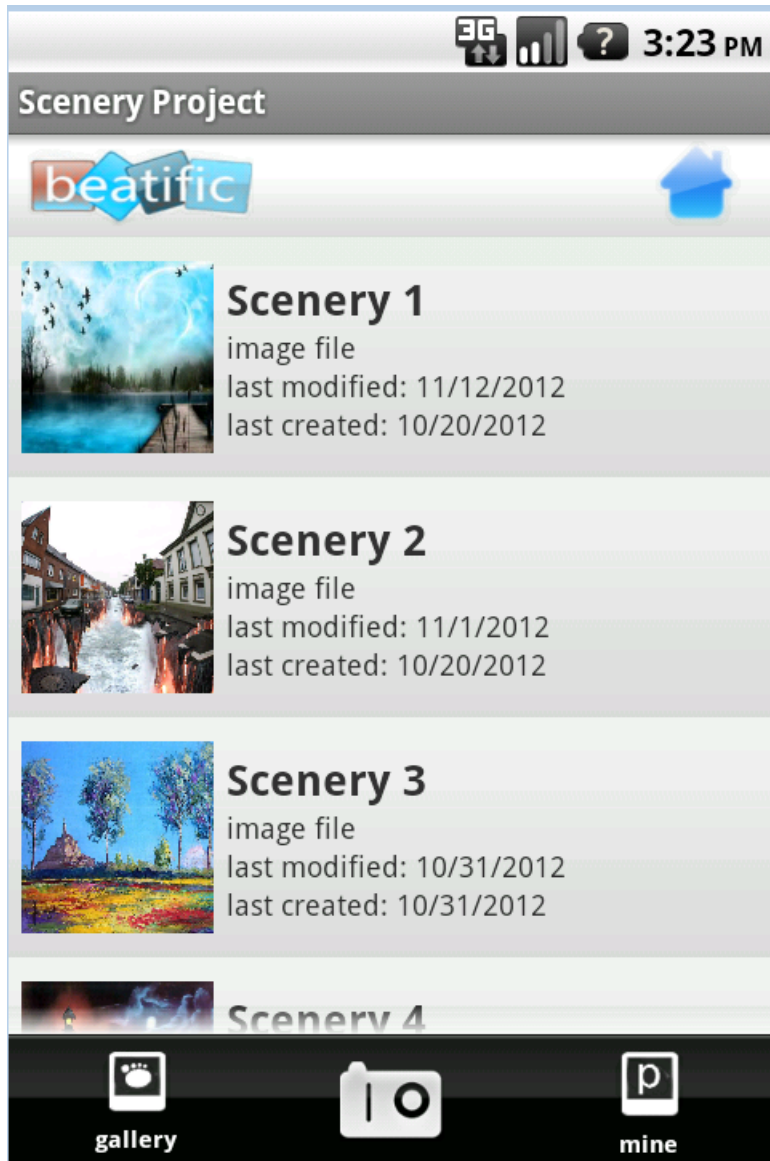 3G ? 3:23 PM
Scenery Project
beatific
Scenery 1
image file
last modified: 11/12/2012
last created: 10/20/2012
Scenery 2
image file
last modified: 11/1/2012
last created: 10/20/2012
Scenery 3
image file
last modified: 10/31/2012
last created: 10/31/2012
Scenery 4
p
gallery
mine